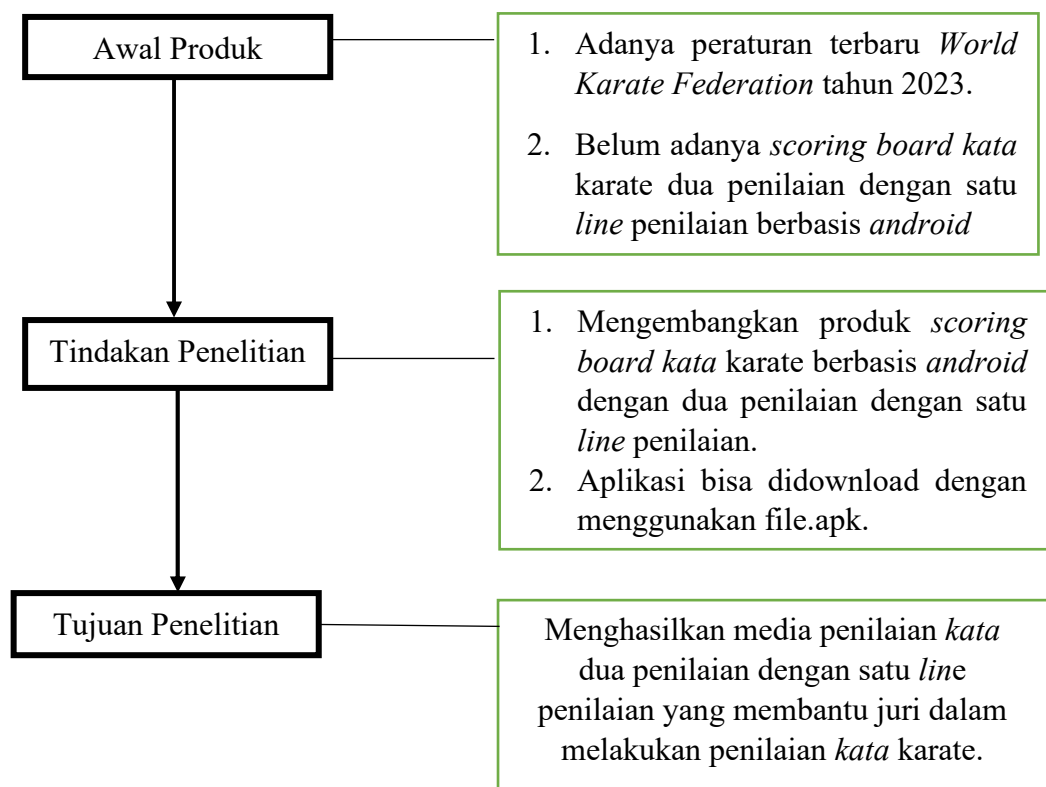 Awal Produk
1. Adanya peraturan terbaru World
Karate Federation tahun 2023.
2. Belum adanya scoring board kata
karate dua penilaian dengan satu
line penilaian berbasis android
Tindakan Penelitian
1. Mengembangkan produk scoring
board kata karate berbasis android
dengan dua penilaian dengan satu
line penilaian.
2. Aplikasi bisa didownload dengan
menggunakan file.apk.
Tujuan Penelitian
Menghasilkan media penilaian kata
dua penilaian dengan satu line
penilaian yang membantu juri dalam
melakukan penilaian kata karate.